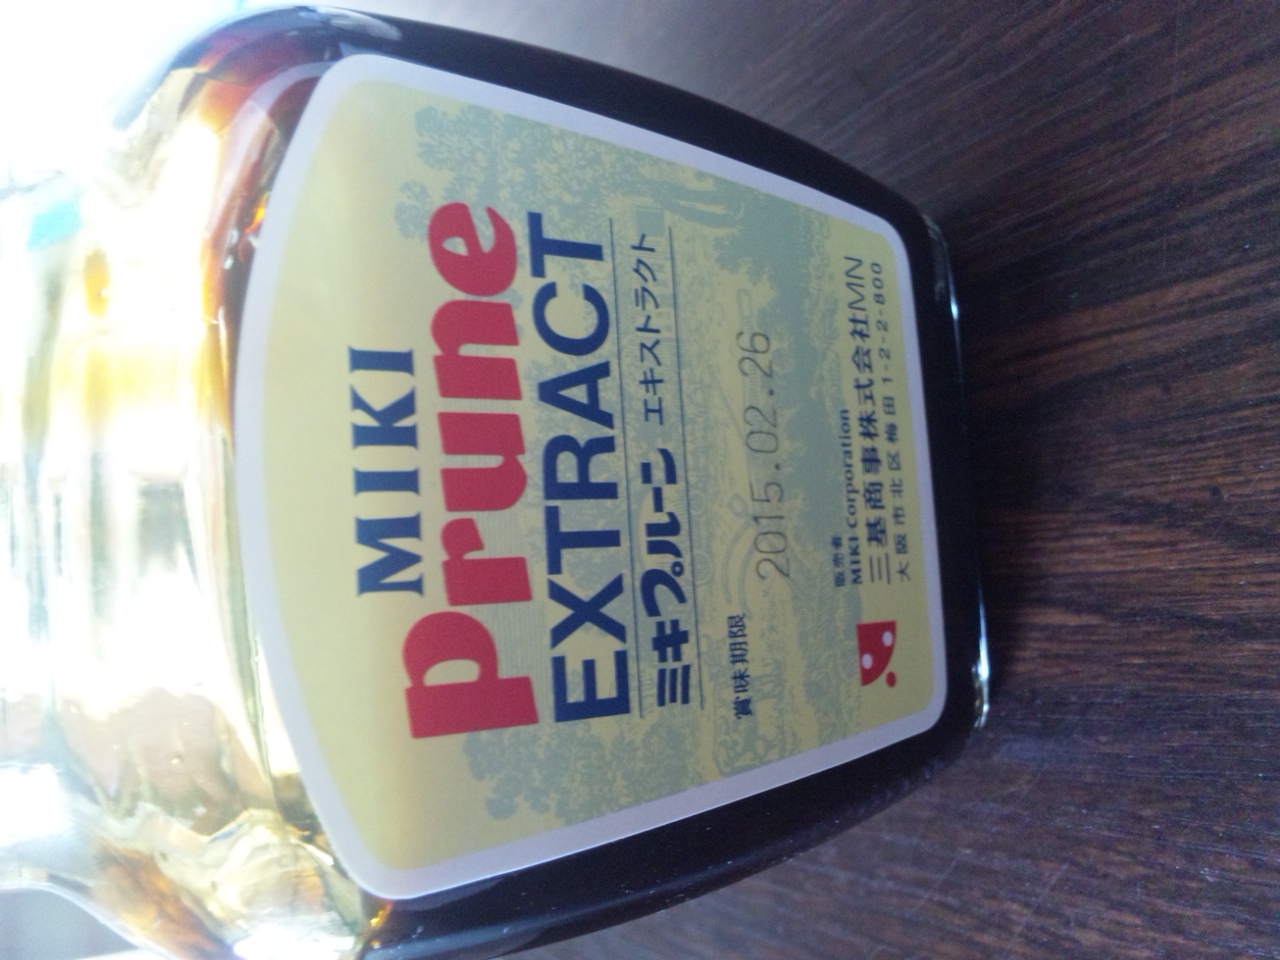 MIKI
prune
EXTRACT
ミキプルーン エキストラクト
賞味期限
2015.02.26
販売者
MIKI Corporation
三基商事株式会社MN
大阪市北区梅田1-2-2-800